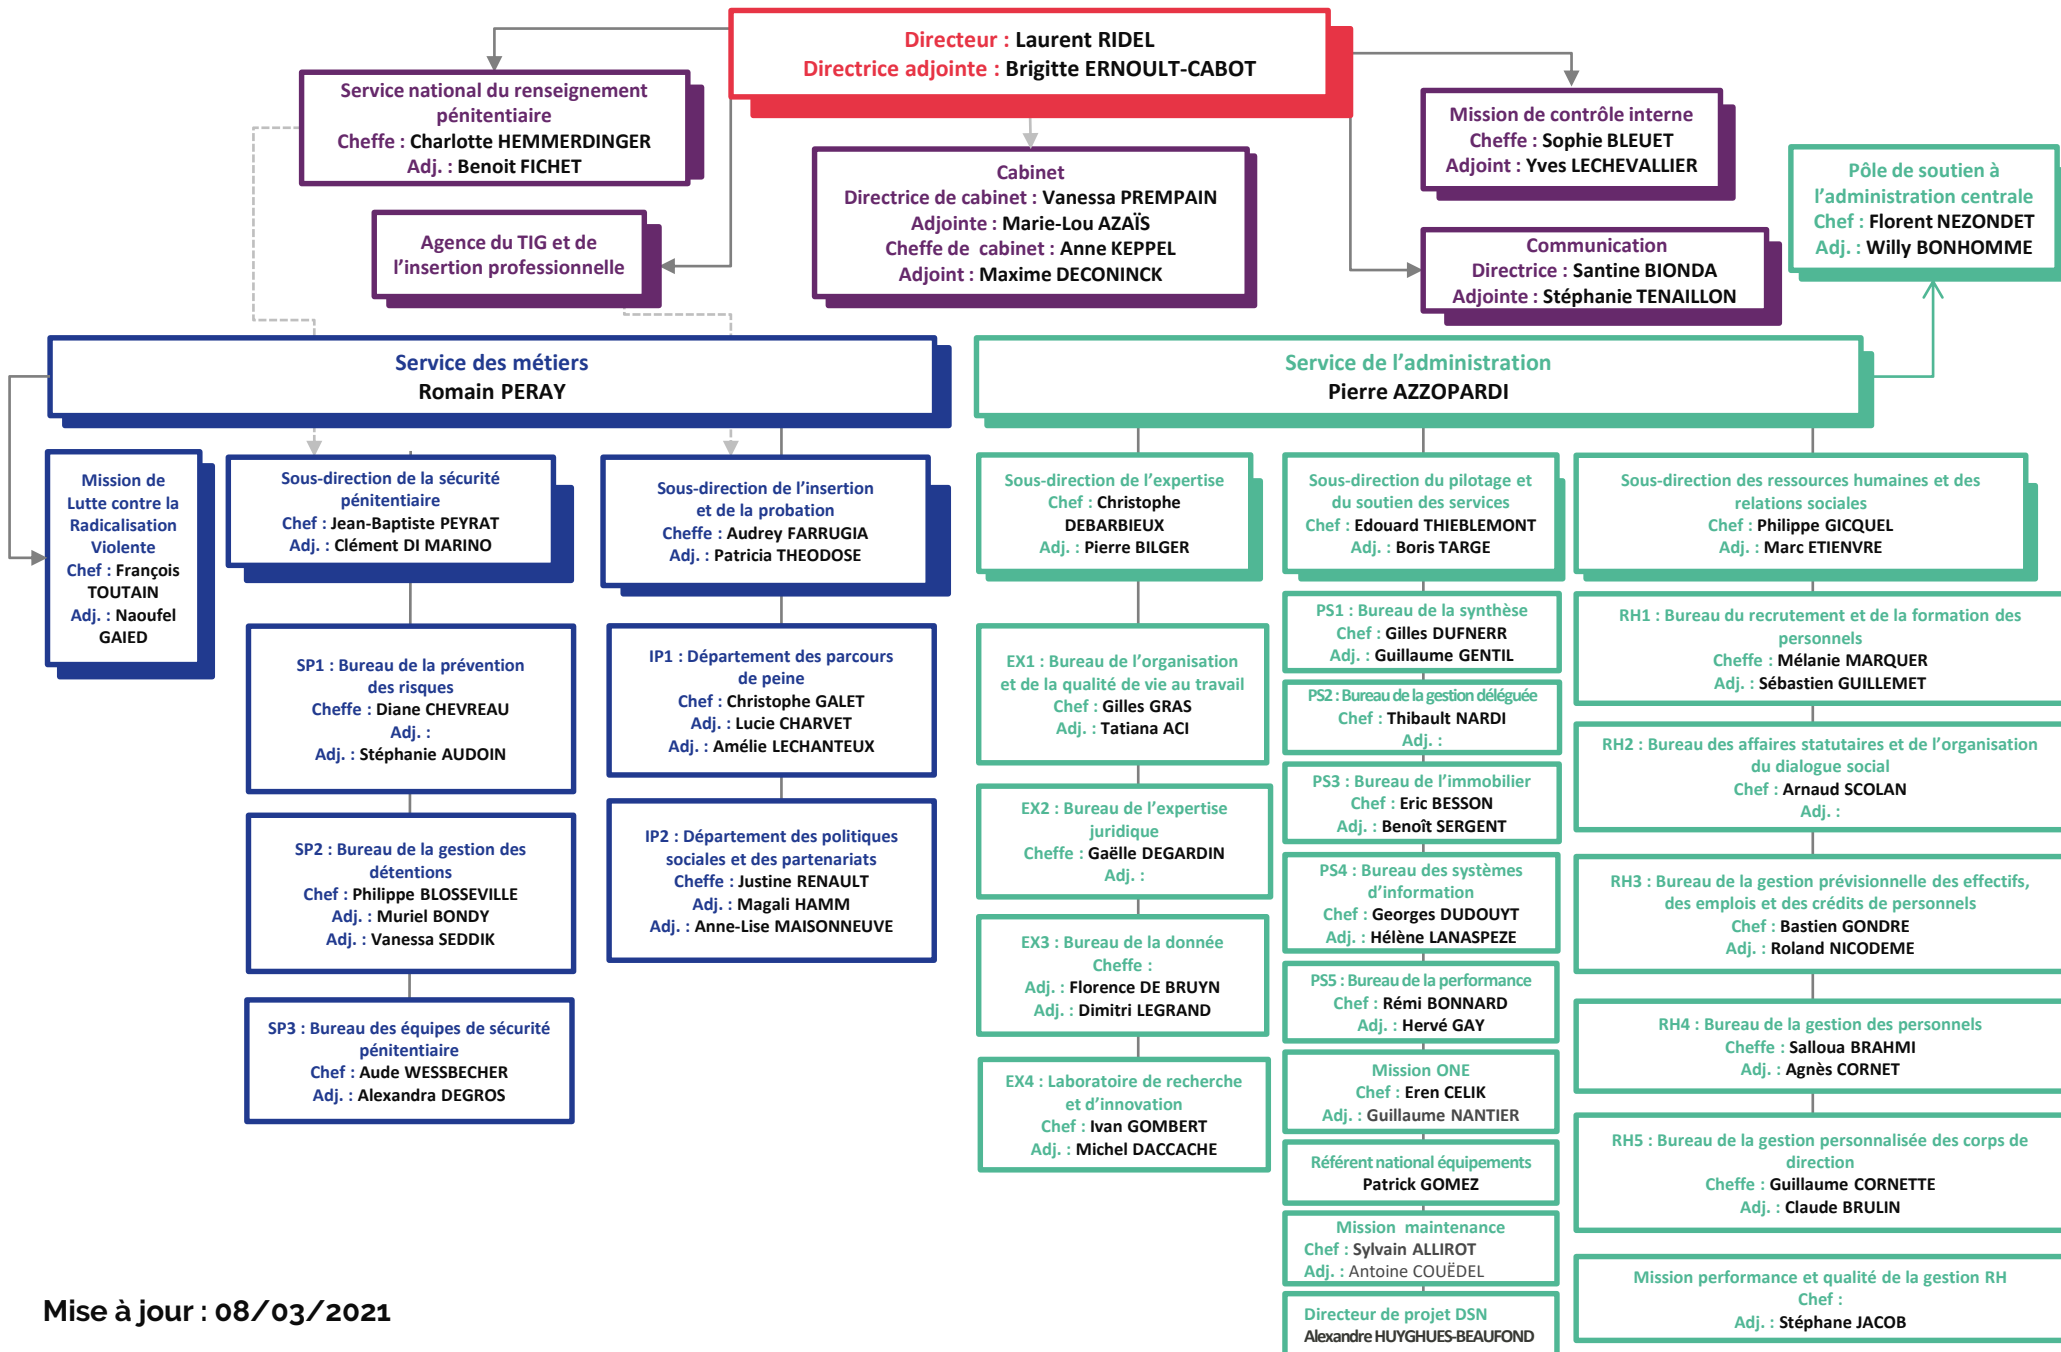 Directeur : Laurent RIDEL
Directrice adjointe : Brigitte ERNOULT-CABOT
Service national du renseignement
pénitentiaire
Cheffe : Charlotte HEMMERDINGER
Adj. : Benoit FICHET
Agence du TIG et de
l'insertion professionnelle
Cabinet
Directrice de cabinet : Vanessa PREMPAIN
Adjointe : Marie-Lou AZAÏS
Cheffe de cabinet : Anne KEPPEL
Adjoint : Maxime DECONINCK
Mission de contrôle interne
Cheffe : Sophie BLEUET
Adjoint : Yves LECHEVALLIER
Communication
Directrice : Santine BIONDA
Adjointe : Stéphanie TENAILLON
Pôle de soutien à
l'administration centrale
Chef : Florent NEZONDET
Adj. : Willy BONHOMME
Service des métiers
Romain PERAY
Service de l'administration
Pierre AZZOPARDI
Mission de
Lutte contre la
Radicalisation
Violente
Chef : François
TOUTAIN
Adj. : Naoufel
GAIED
Sous-direction de la sécurité
pénitentiaire
Chef : Jean-Baptiste PEYRAT
Adj. : Clément DI MARINO
SP1 : Bureau de la prévention
des risques
Cheffe : Diane CHEVREAU
Adj. :
Adj. : Stéphanie AUDOIN
SP2 : Bureau de la gestion des
détentions
Chef : Philippe BLOSSEVILLE
Adj. : Muriel BONDY
Adj. : Vanessa SEDDIK
SP3 : Bureau des équipes de sécurité
pénitentiaire
Chef : Aude WESSBECHER
Adj. : Alexandra DEGROS
Sous-direction de l'insertion
et de la probation
Cheffe : Audrey FARRUGIA
Adj. : Patricia THEODOSE
IP1 : Département des parcours
de peine
Chef : Christophe GALET
Adj. : Lucie CHARVET
Adj. : Amélie LECHANTEUX
IP2 : Département des politiques
sociales et des partenariats
Cheffe : Justine RENAULT
Adj. : Magali HAMM
Adj. : Anne-Lise MAISONNEUVE
Sous-direction de l'expertise
Chef : Christophe
DEBARBIEUX
Adj. : Pierre BILGER
EX1 : Bureau de l'organisation
et de la qualité de vie au travail
Chef : Gilles GRAS
Adj. : Tatiana ACI
EX2 : Bureau de l'expertise
juridique
Cheffe : Gaëlle DEGARDIN
Adj. :
EX3 : Bureau de la donnée
Cheffe :
Adj. : Florence DE BRUYN
Adj. : Dimitri LEGRAND
EX4 : Laboratoire de recherche
et d'innovation
Chef : Ivan GOMBERT
Adj. : Michel DACCACHE
Sous-direction du pilotage et
du soutien des services
Chef : Edouard THIEBLEMONT
Adj. : Boris TARGE
PS1 : Bureau de la synthèse
Chef : Gilles DUFNERR
Adj. : Guillaume GENTIL
PS2 : Bureau de la gestion déléguée
Chef : Thibault NARDI
Adj. :
PS3 : Bureau de l'immobilier
Chef : Eric BESSON
Adj. : Benoît SERGENT
PS4 : Bureau des systèmes
d'information
Chef : Georges DUDOUYT
Adj. : Hélène LANASPEZE
PS5 : Bureau de la performance
Chef : Rémi BONNARD
Adj. : Hervé GAY
Mission ONE
Chef : Eren CELIK
Adj. : Guillaume NANTIER
Référent national équipements
Patrick GOMEZ
Mission maintenance
Chef : Sylvain ALLIROT
Adj. : Antoine COUËDEL
Directeur de projet DSN
Alexandre HUYGHUES-BEAUFOND
Sous-direction des ressources humaines et des
relations sociales
Chef : Philippe GICQUEL
Adj. : Marc ETIENVRE
RH1 : Bureau du recrutement et de la formation des
personnels
Cheffe : Mélanie MARQUER
Adj. : Sébastien GUILLEMET
RH2 : Bureau des affaires statutaires et de l'organisation
du dialogue social
Chef : Arnaud SCOLAN
Adj. :
RH3 : Bureau de la gestion prévisionnelle des effectifs,
des emplois et des crédits de personnels
Chef : Bastien GONDRE
Adj. : Roland NICODEME
RH4 : Bureau de la gestion des personnels
Cheffe : Salloua BRAHMI
Adj. : Agnès CORNET
RH5 : Bureau de la gestion personnalisée des corps de
direction
Cheffe : Guillaume CORNETTE
Adj. : Claude BRULIN
Mission performance et qualité de la gestion RH
Chef :
Adj. : Stéphane JACOB
Mise à jour : 08/03/2021